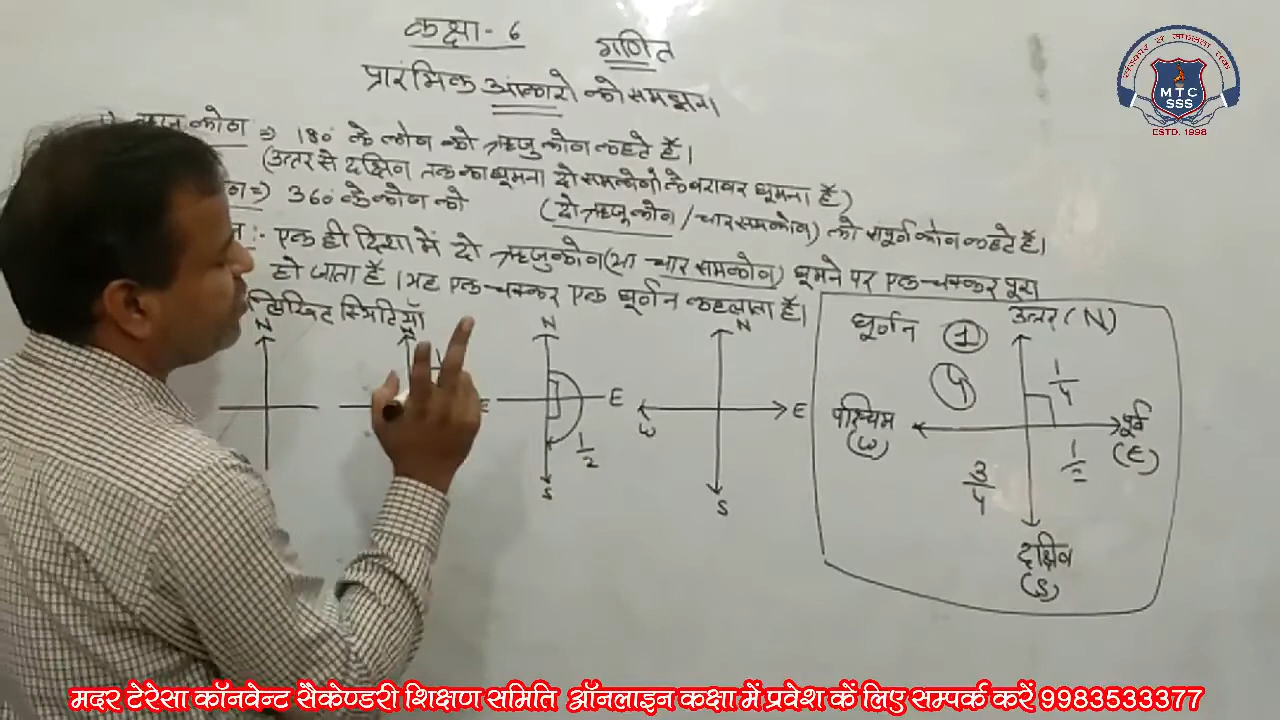 कक्षा - 6
गणित
प्रारंभिक आकारो को समझना
कोण ⇒ 180° के कोण को ऋजु कोण कहते हैं।
(उत्तर से दक्षिण तक का घूमना दो समकोणो के बराबर घूमना हैं)
⇒ 360° के कोण को (दो ऋजु कोण / चार समकोण) को संपूर्ण कोण कहते हैं।
:- एक ही दिशा में दो ऋजुकोण (या चार समकोण) घूमने पर एक चक्कर पूरा
हो जाता हैं। यह एक चक्कर एक घूर्णन कहलाता हैं।
स्थितियाँ
N
N
E
N
E
S
1/2
N
W
E
S
घूर्णन 1
उत्तर (N)
4
1/4
पश्चिम
(W)
पूर्व
(E)
3/4
1/2
दक्षिण
(S)
संस्कार से सफलता तक
MTC
SSS
ESTD. 1998
मदर टेरेसा कॉनवेन्ट सैकेण्डरी शिक्षण समिति ऑनलाइन कक्षा में प्रवेश कें लिए सम्पर्क करें 9983533377